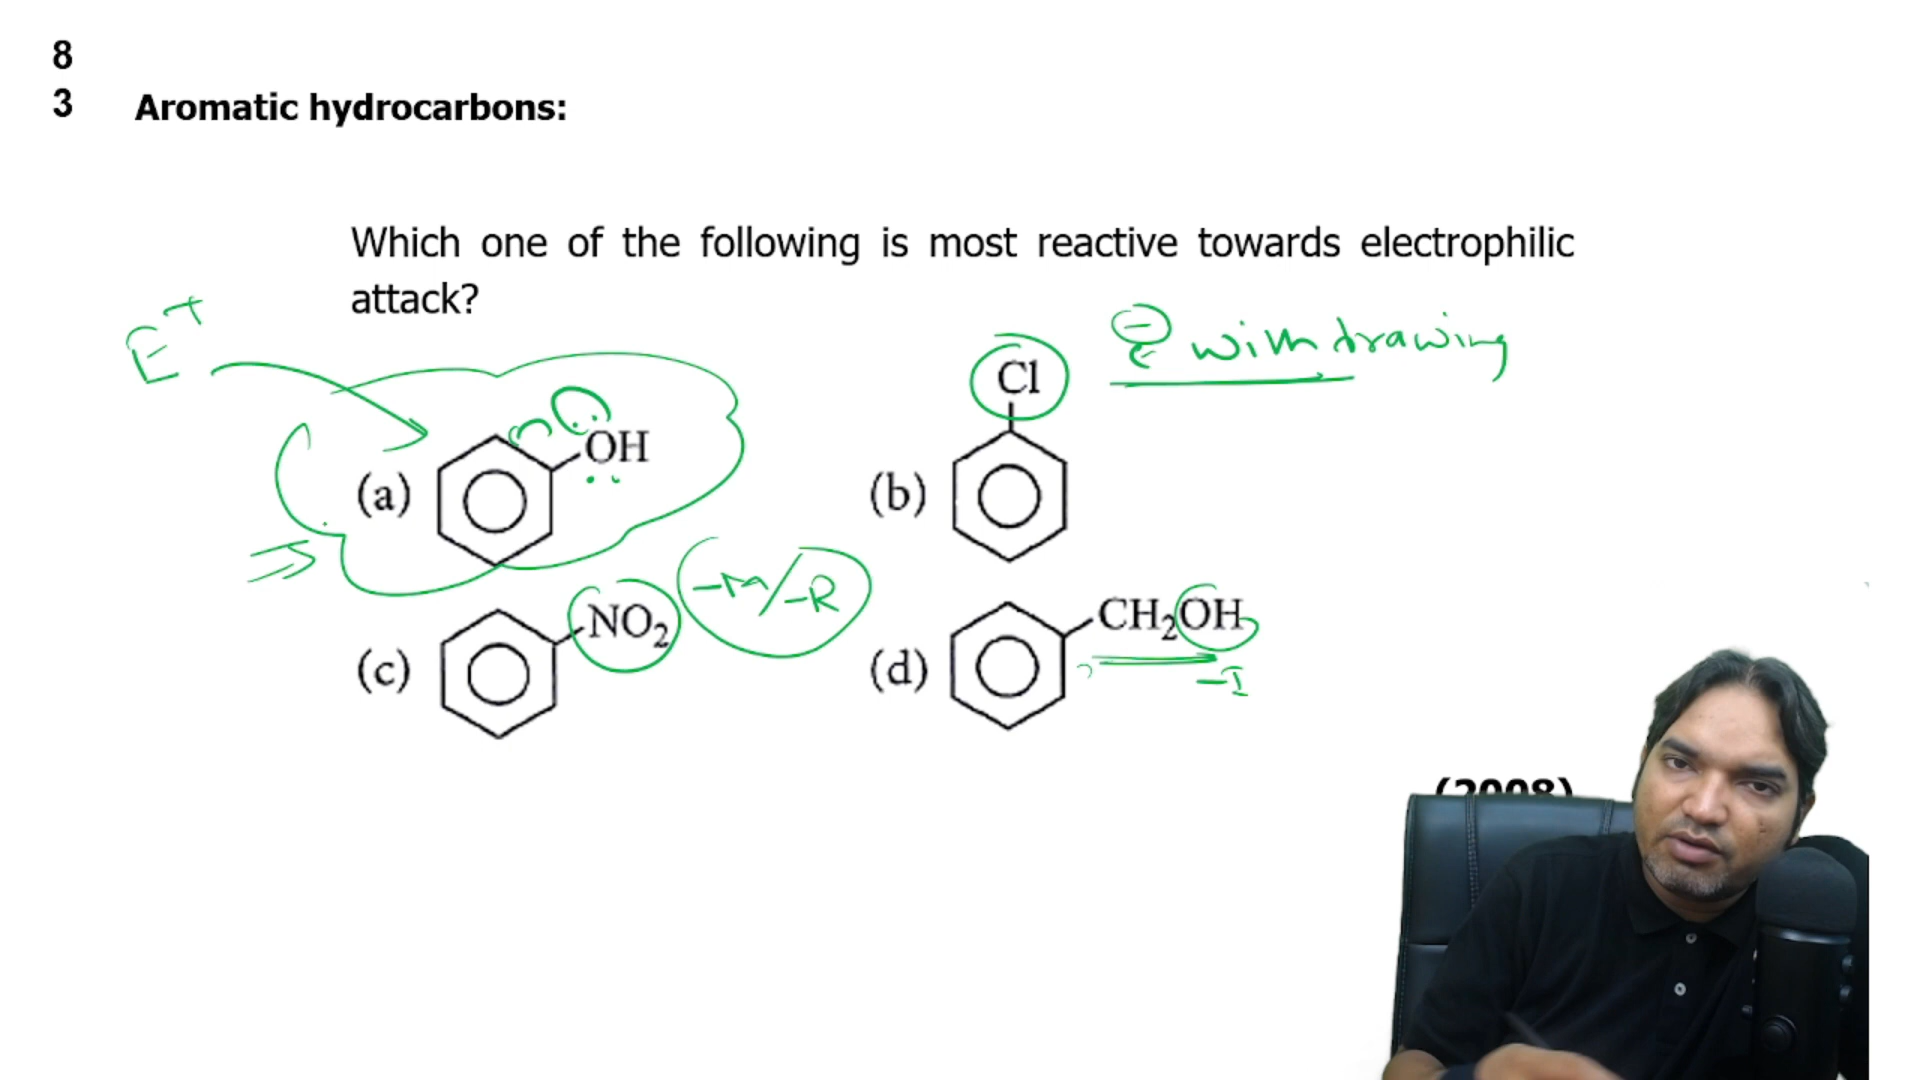 8
3
Aromatic hydrocarbons:
Which one of the following is most reactive towards electrophilic
attack?
E+
(a) OH
(b) Cl
e withdrawing
(c) NO2
-M/-R
(d) CH2OH
-I
(2008)